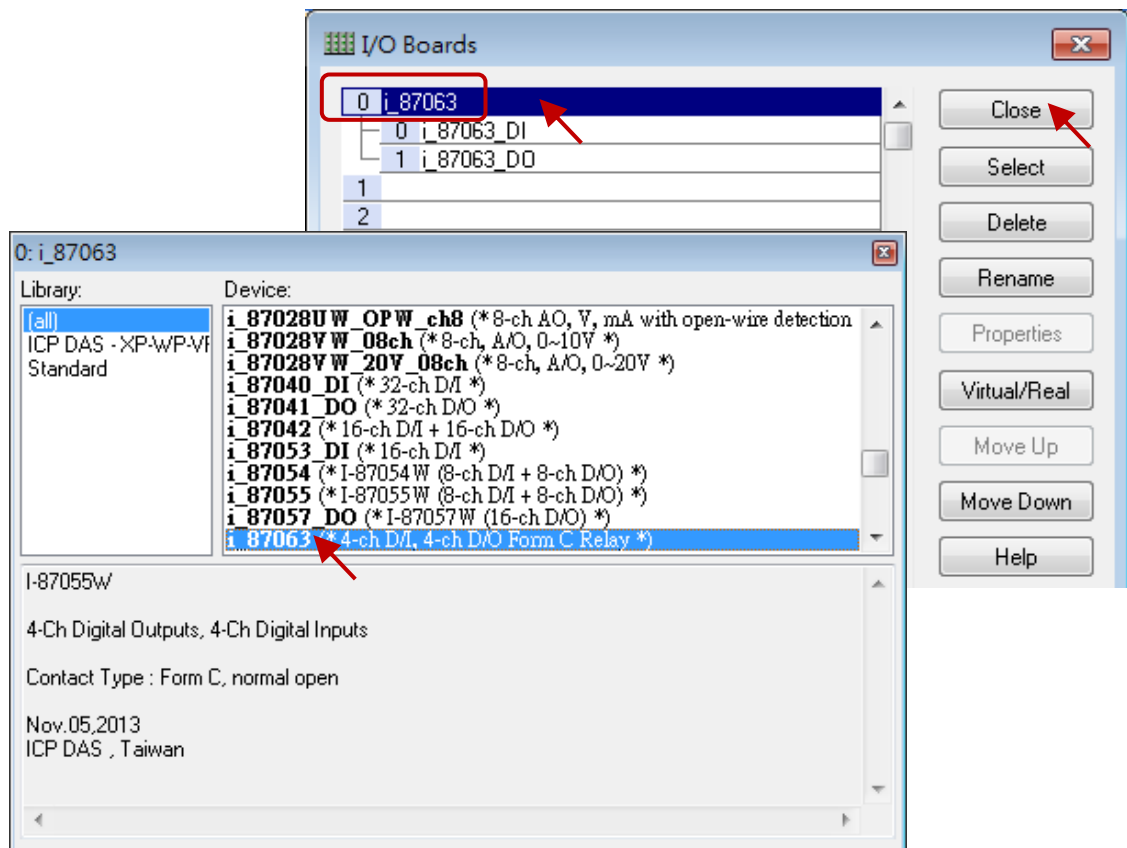 I/O Boards
0 i_87063
0 i_87063_DI
1 i_87063_DO
1
2
Close
Select
Delete
Rename
Properties
Virtual/Real
Move Up
Move Down
Help
0: i_87063
Library:
(all)
ICP DAS - XP-WP-VF
Standard
Device:
i_87028UW_OPW_ch8 (* 8-ch AO, V, mA with open-wire detection
i_87028VW_08ch (* 8-ch, A/O, 0~10V *)
i_87028VW_20V_08ch (* 8-ch, A/O, 0~20V *)
i_87040_DI (* 32-ch D/I *)
i_87041_DO (* 32-ch D/O *)
i_87042 (* 16-ch D/I + 16-ch D/O *)
i_87053_DI (* 16-ch D/I *)
i_87054 (* I-87054W (8-ch D/I + 8-ch D/O) *)
i_87055 (* I-87055W (8-ch D/I + 8-ch D/O) *)
i_87057_DO (* I-87057W (16-ch D/O) *)
i_87063 (* 4-ch D/I, 4-ch D/O Form C Relay *)
I-87055W
4-Ch Digital Outputs, 4-Ch Digital Inputs
Contact Type : Form C, normal open
Nov.05,2013
ICP DAS , Taiwan